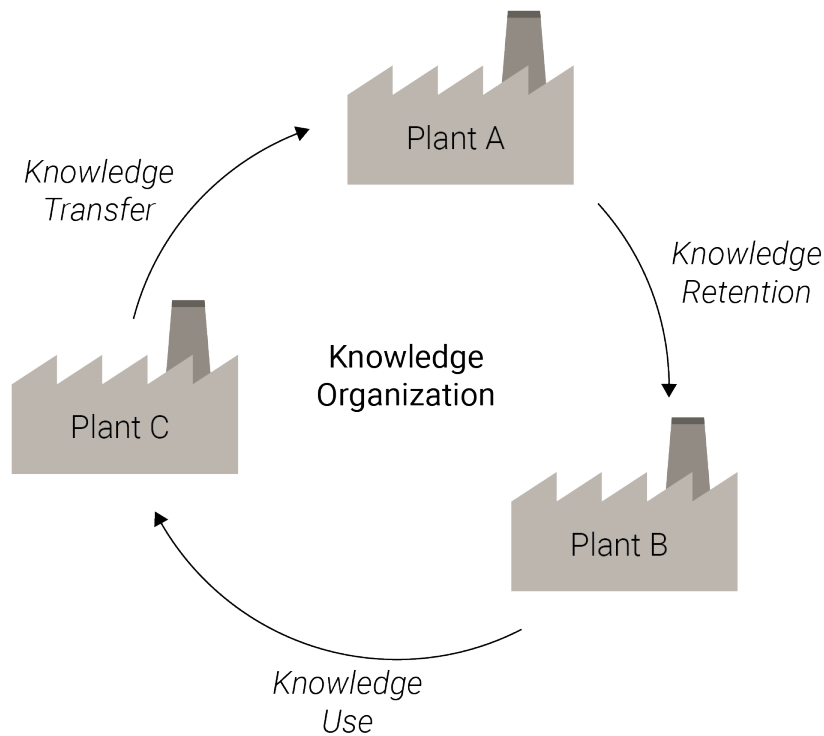 Plant A
Knowledge
Transfer
Knowledge
Retention
Knowledge
Organization
Plant C
Plant B
Knowledge
Use